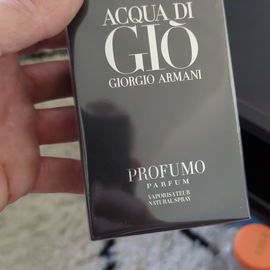 ACQUA DI
GIÒ
GIORGIO ARMANI
PROFUMO
PARFUM
VAPORISATEUR
NATURAL SPRAY